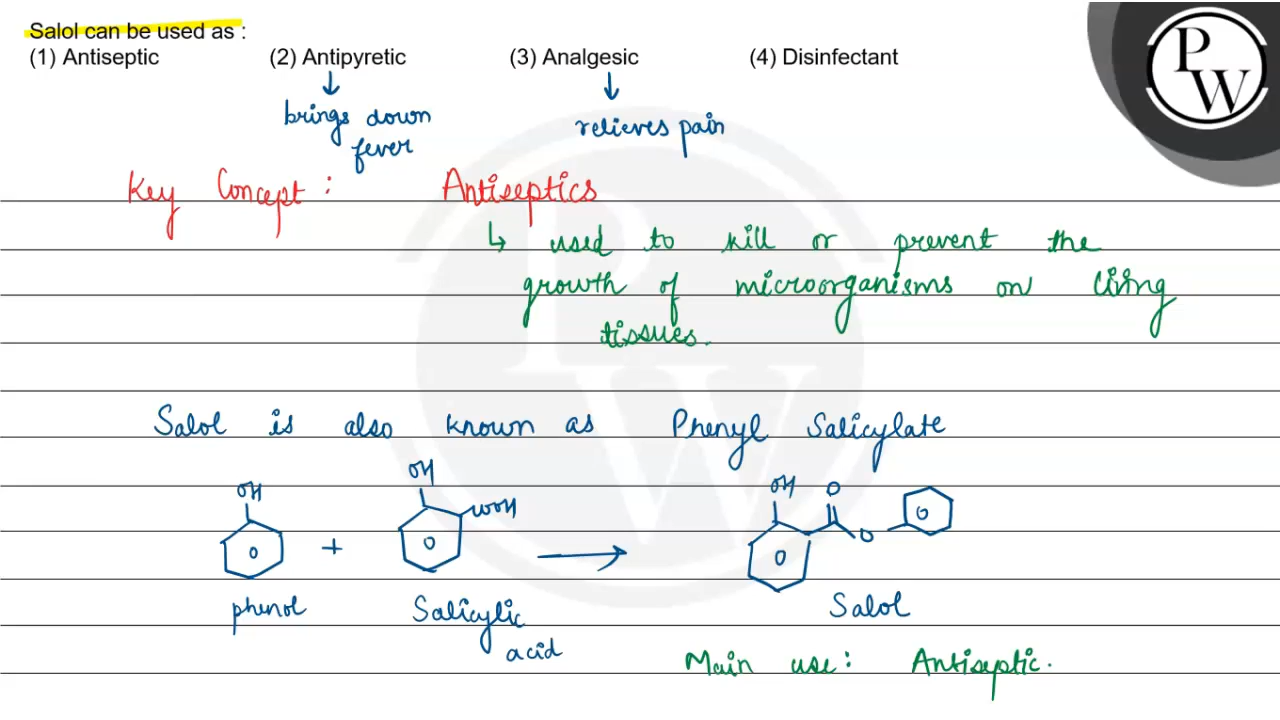 Salol can be used as :
(1) Antiseptic (2) Antipyretic (3) Analgesic (4) Disinfectant
brings down
fever
relieves pain
Key Concept : Antiseptics
↳ used to kill or prevent the
growth of microorganisms on living
tissues.
Salol is also known as Phenyl Salicylate
OH
OH
COOH
+
OH
O
O
phenol
Salicylic
acid
Salol
Main use : Antiseptic.
PW
PW